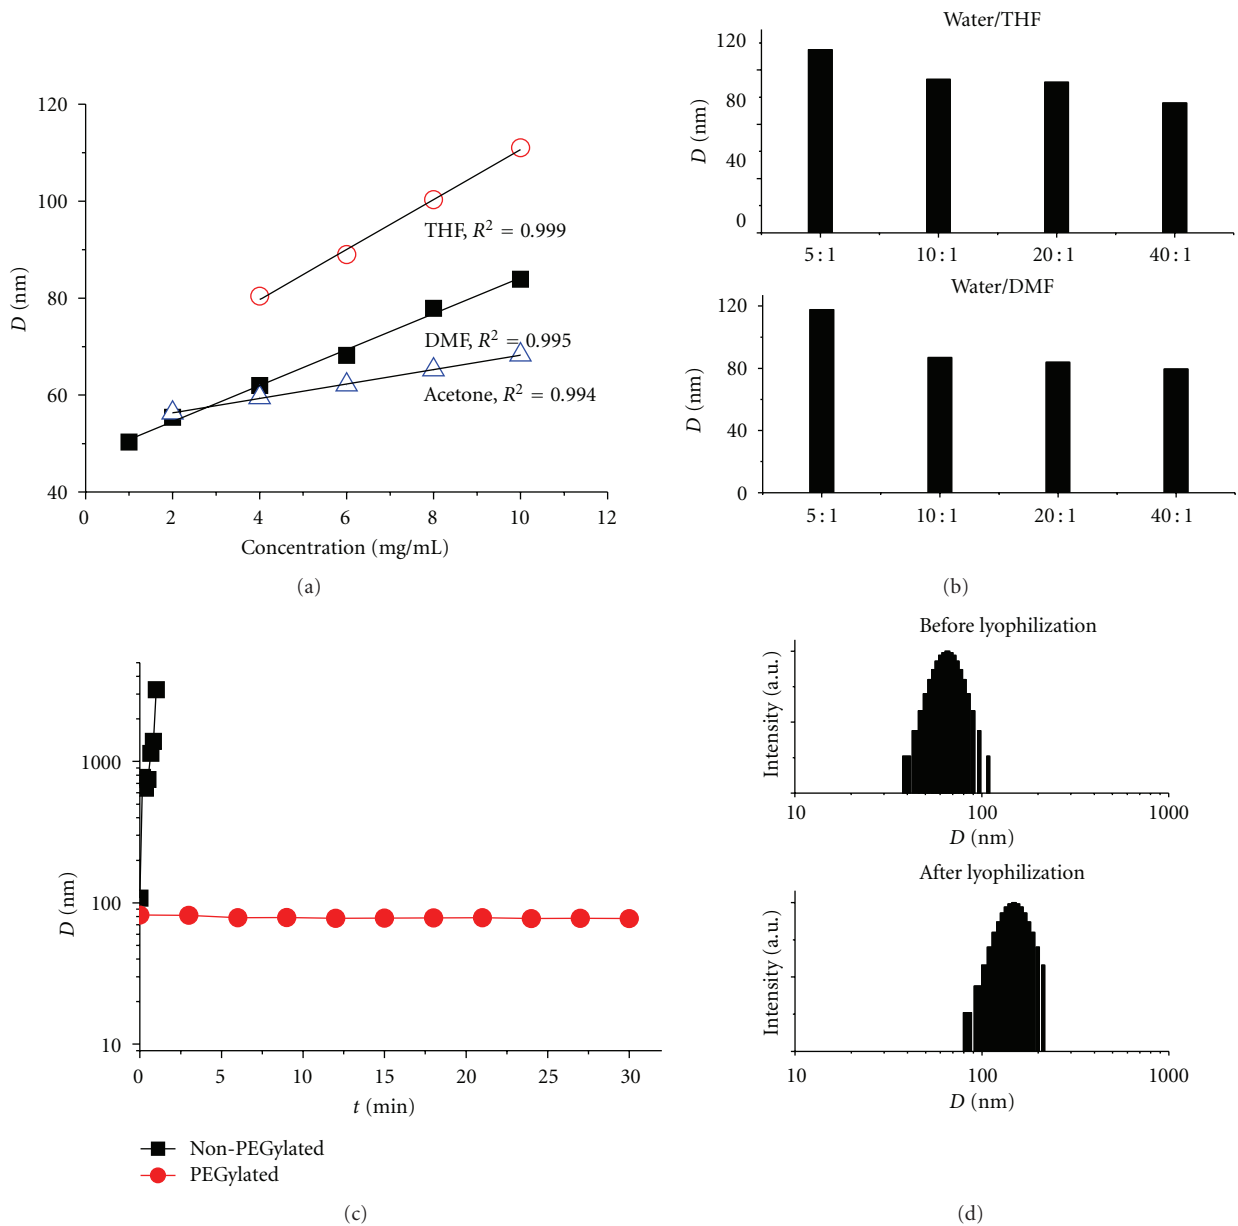 120
100
80
60
40
D (nm)
THF, R² = 0.999
DMF, R² = 0.995
Acetone, R² = 0.994
0 2 4 6 8 10 12
Concentration (mg/mL)
(a)
Water/THF
120
80
40
0
D (nm)
5 : 1 10 : 1 20 : 1 40 : 1
Water/DMF
120
80
40
0
D (nm)
5 : 1 10 : 1 20 : 1 40 : 1
(b)
1000
100
10
D (nm)
0 5 10 15 20 25 30
t (min)
Non-PEGylated
PEGylated
(c)
Before lyophilization
Intensity (a.u.)
10 100 1000
D (nm)
After lyophilization
Intensity (a.u.)
10 100 1000
D (nm)
(d)